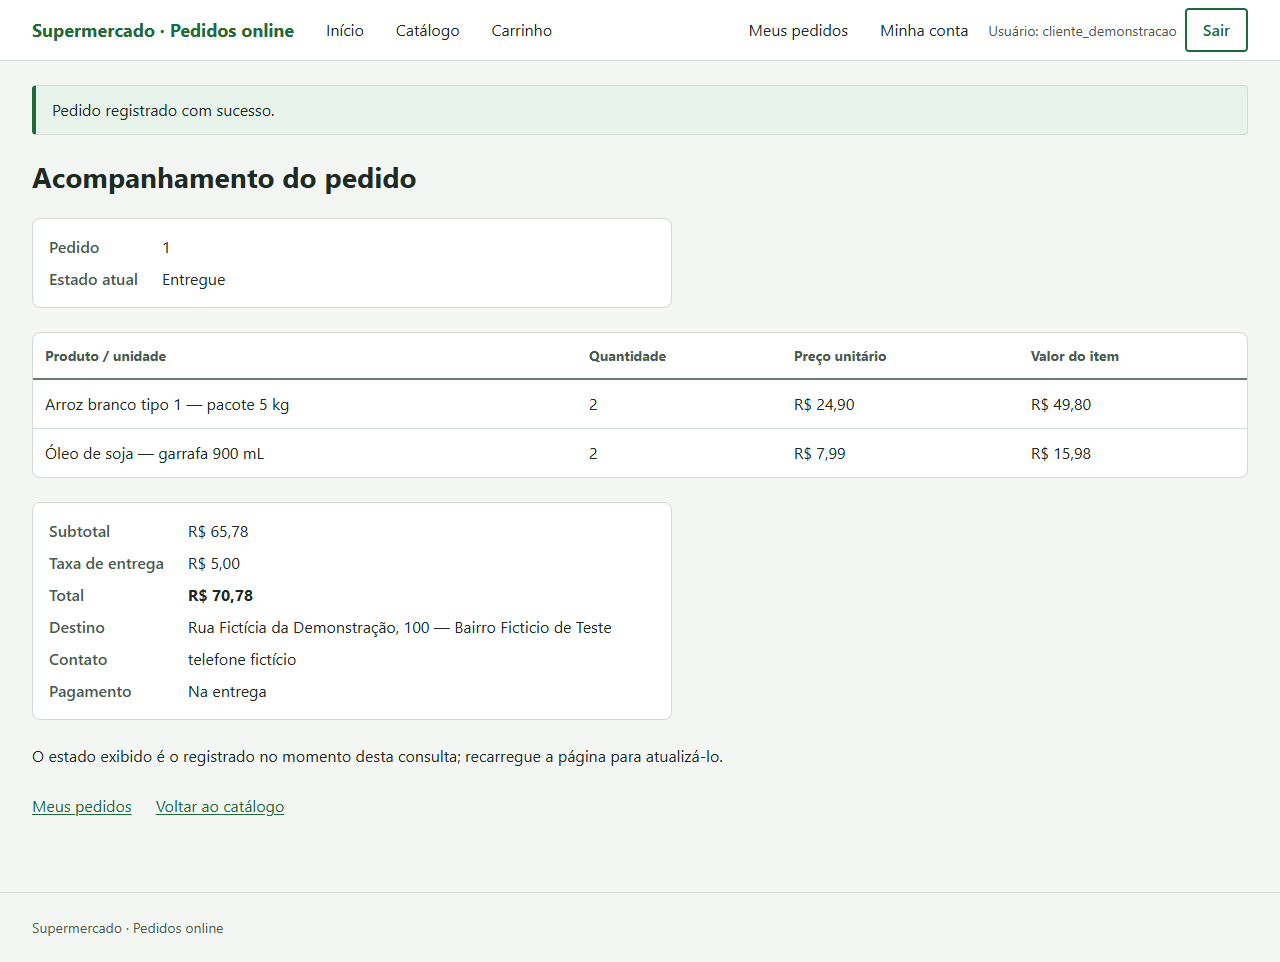 Supermercado · Pedidos online Início Catálogo Carrinho Meus pedidos Minha conta Usuário: cliente_demonstracao Sair
Pedido registrado com sucesso.
Acompanhamento do pedido
Pedido 1
Estado atual Entregue
Produto / unidade Quantidade Preço unitário Valor do item
Arroz branco tipo 1 — pacote 5 kg 2 R$ 24,90 R$ 49,80
Óleo de soja — garrafa 900 mL 2 R$ 7,99 R$ 15,98
Subtotal R$ 65,78
Taxa de entrega R$ 5,00
Total R$ 70,78
Destino Rua Fictícia da Demonstração, 100 — Bairro Ficticio de Teste
Contato telefone fictício
Pagamento Na entrega
O estado exibido é o registrado no momento desta consulta; recarregue a página para atualizá-lo.
Meus pedidos Voltar ao catálogo
Supermercado · Pedidos online